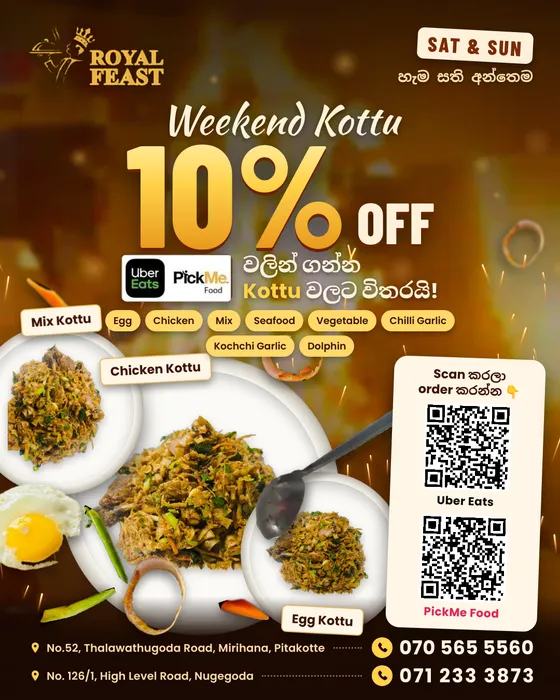 ROYAL
FEAST
SAT & SUN
හැම සති අන්තෙම
Weekend Kottu
10% OFF
Uber
Eats
PickMe
Food
වලින් ගන්න
Kottu වලට විතරයි!
Mix Kottu
Egg
Chicken
Mix
Seafood
Vegetable
Chilli Garlic
Kochchi Garlic
Dolphin
Chicken Kottu
Scan කරලා
order කරන්න 👇
Uber Eats
PickMe Food
Egg Kottu
No.52, Thalawathugoda Road, Mirihana, Pitakotte
070 565 5560
No. 126/1, High Level Road, Nugegoda
071 233 3873